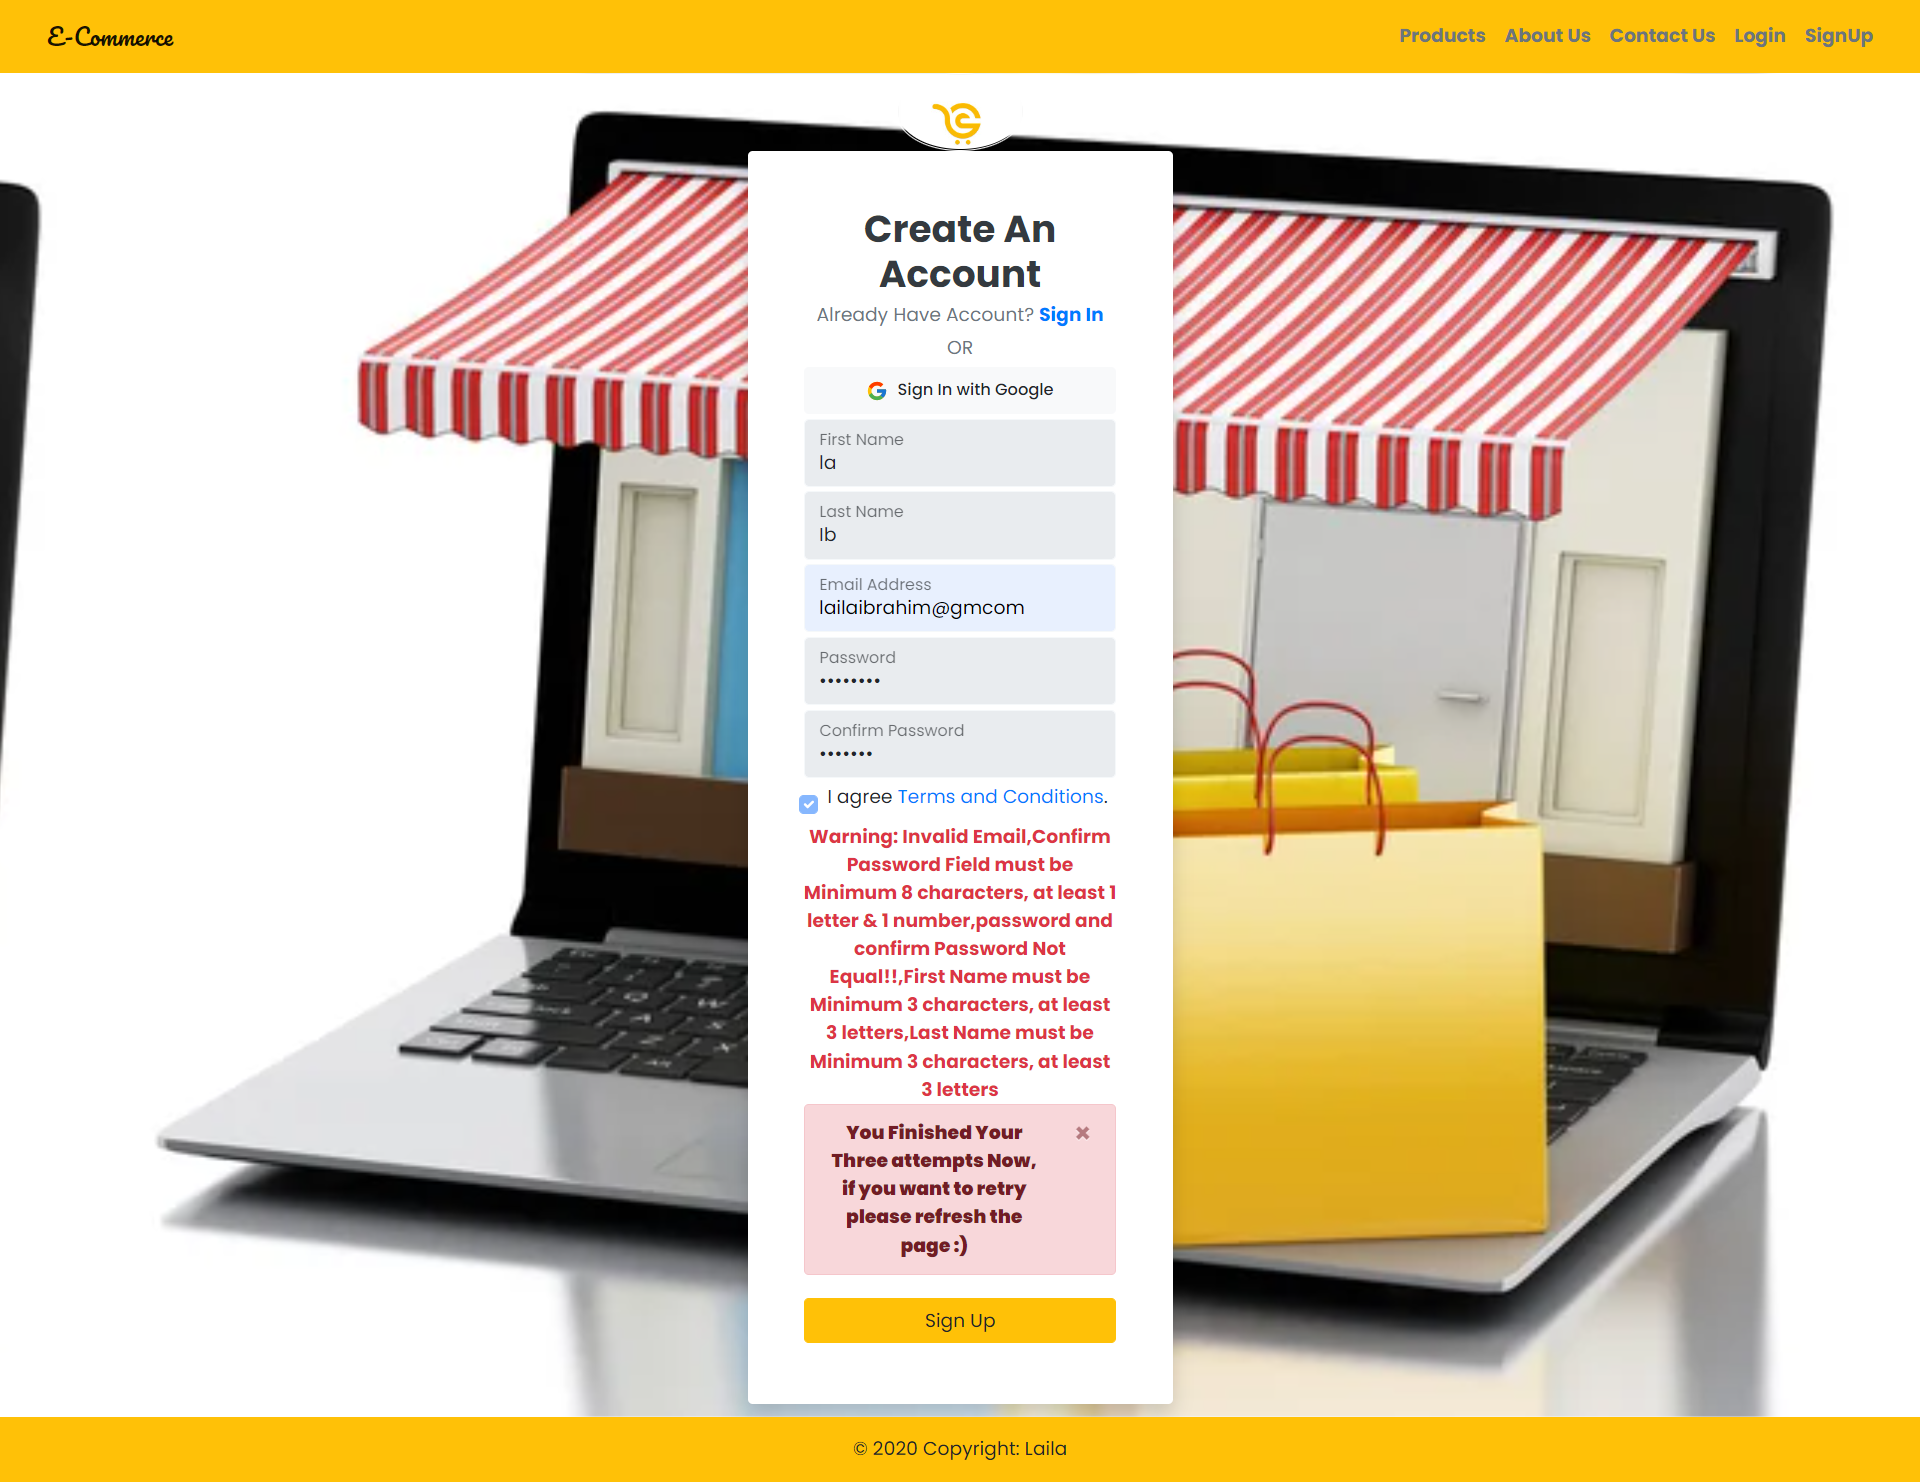 E-Commerce
Products About Us Contact Us Login SignUp
Create An
Account
Already Have Account? Sign In
OR
Sign In with Google
First Name
la
Last Name
Ib
Email Address
lailaibrahim@gmcom
Password
••••••••
Confirm Password
•••••••
I agree Terms and Conditions.
Warning: Invalid Email,Confirm
Password Field must be
Minimum 8 characters, at least 1
letter & 1 number,password and
confirm Password Not
Equal!!,First Name must be
Minimum 3 characters, at least
3 letters,Last Name must be
Minimum 3 characters, at least
3 letters
You Finished Your
Three attempts Now,
if you want to retry
please refresh the
page :)
×
Sign Up
© 2020 Copyright: Laila